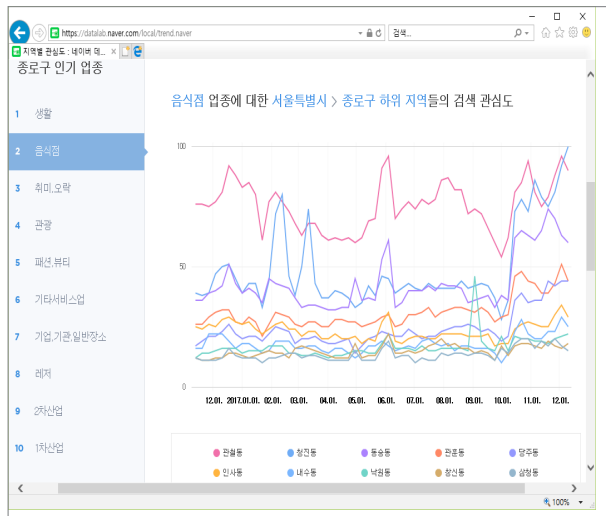 https://datalab.naver.com/local/trend.naver
검색...
지역별 관심도 : 네이버 데...
종로구 인기 업종
음식점 업종에 대한 서울특별시 > 종로구 하위 지역들의 검색 관심도
1 생활
2 음식점
3 취미,오락
4 관광
5 패션,뷰티
6 기타서비스업
7 기업,기관,일반장소
8 레저
9 2차산업
10 1차산업
100
50
0
12.01. 2017.01.01. 02.01. 03.01. 04.01. 05.01. 06.01. 07.01. 08.01. 09.01. 10.01. 11.01. 12.01.
관철동 청진동 동숭동 관훈동 당주동
인사동 내수동 낙원동 창신동 삼청동
100%